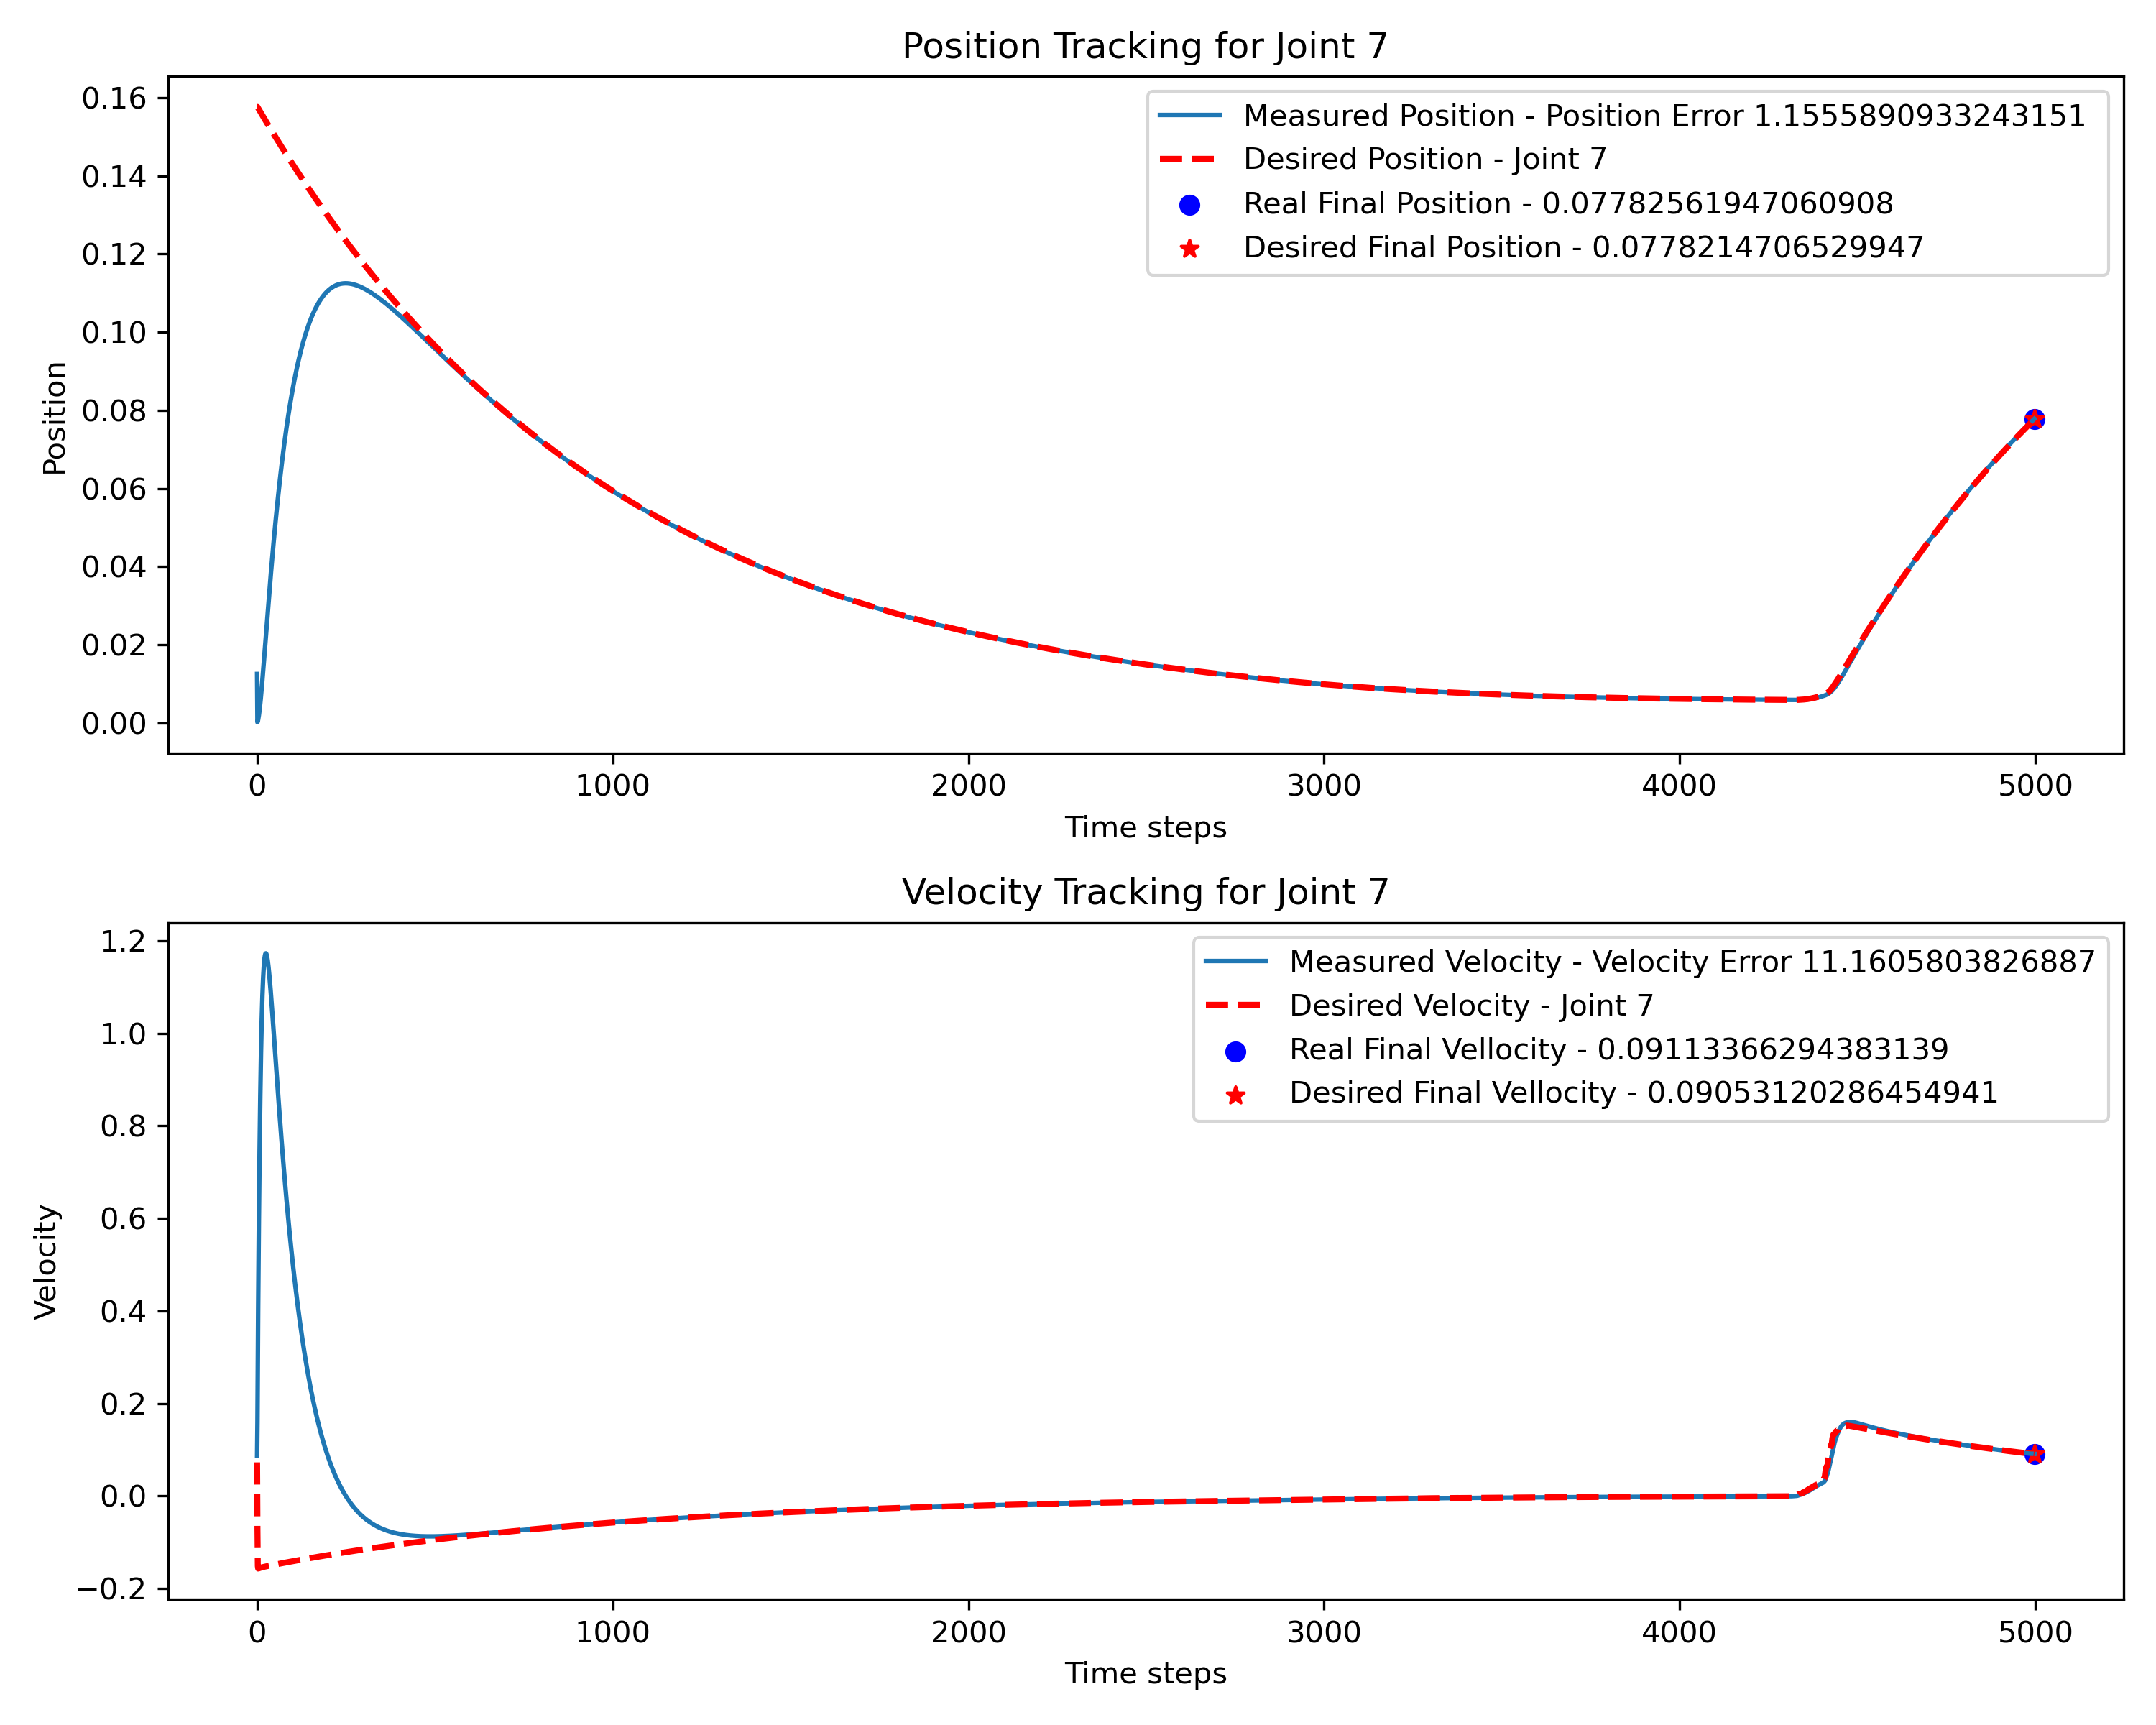 Position Tracking for Joint 7
0.16
0.14
0.12
0.10
0.08
0.06
0.04
0.02
0.00
Position
Measured Position - Position Error 1.1555890933243151
Desired Position - Joint 7
Real Final Position - 0.07782561947060908
Desired Final Position - 0.0778214706529947
0 1000 2000 3000 4000 5000
Time steps
Velocity Tracking for Joint 7
1.2
1.0
0.8
0.6
0.4
0.2
0.0
−0.2
Velocity
Measured Velocity - Velocity Error 11.1605803826887
Desired Velocity - Joint 7
Real Final Vellocity - 0.09113366294383139
Desired Final Vellocity - 0.09053120286454941
0 1000 2000 3000 4000 5000
Time steps